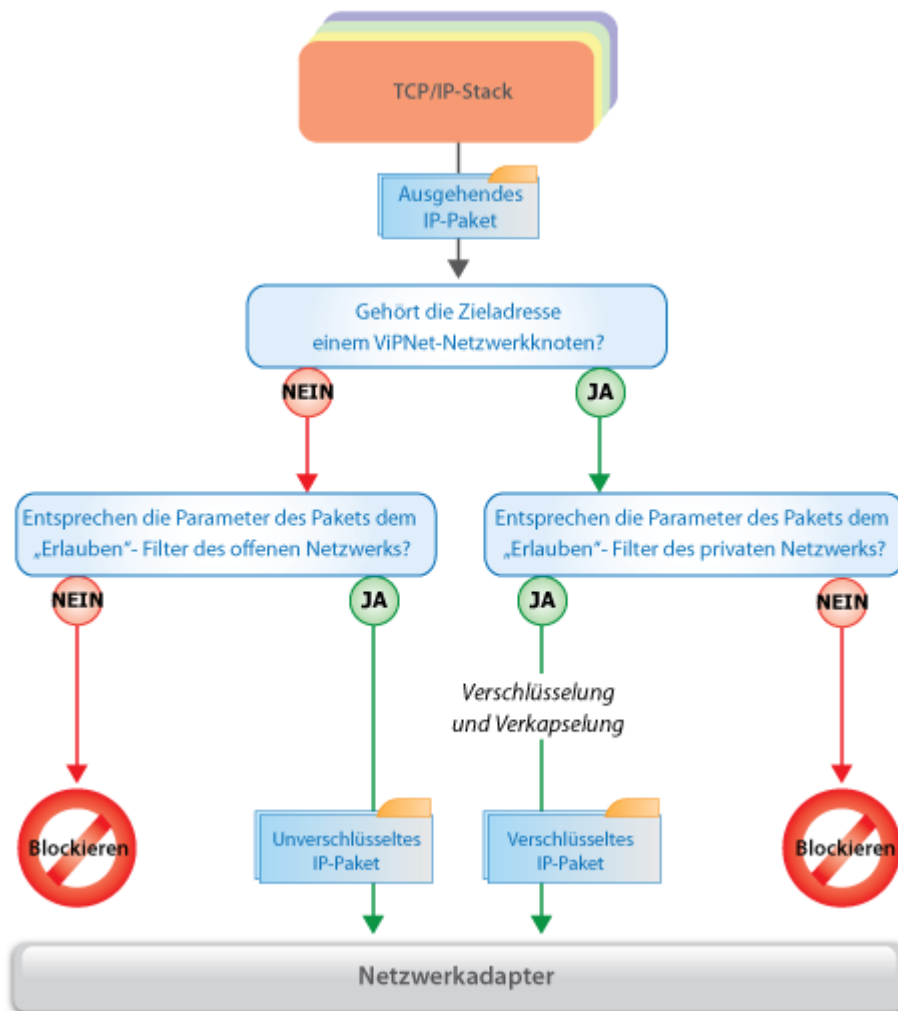 TCP/IP-Stack
Ausgehendes
IP-Paket
Gehört die Zieladresse
einem ViPNet-Netzwerkknoten?
NEIN
JA
Entsprechen die Parameter des Pakets dem
„Erlauben“- Filter des offenen Netzwerks?
Entsprechen die Parameter des Pakets dem
„Erlauben“- Filter des privaten Netzwerks?
NEIN
JA
JA
NEIN
Verschlüsselung
und Verkapselung
Blockieren
Unverschlüsseltes
IP-Paket
Verschlüsseltes
IP-Paket
Blockieren
Netzwerkadapter